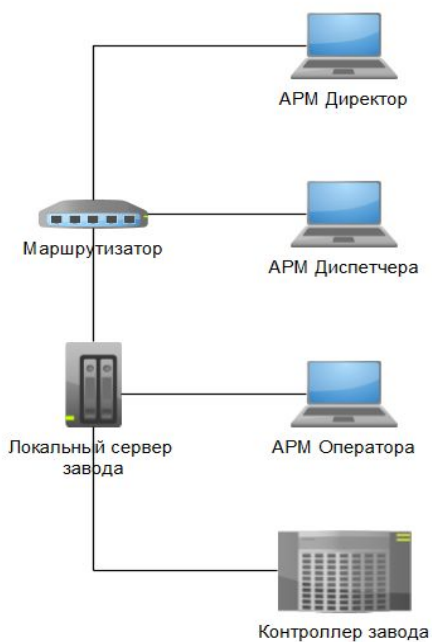 АРМ Директор
Маршрутизатор
АРМ Диспетчера
Локальный сервер
завода
АРМ Оператора
Контроллер завода